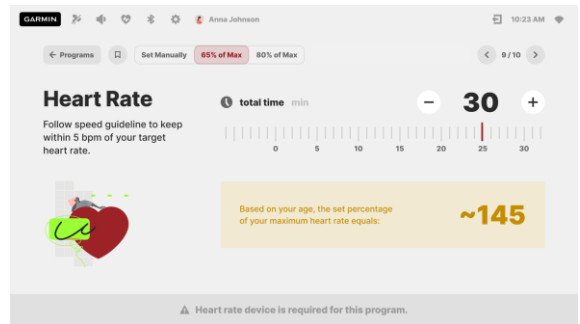 GARMIN
Anna Johnson
10:23 AM
Programs
Set Manually
65% of Max
80% of Max
9/10
Heart Rate
Follow speed guideline to keep
within 5 bpm of your target
heart rate.
total time min
30
0 5 10 15 20 25 30
Based on your age, the set percentage
of your maximum heart rate equals:
~145
Heart rate device is required for this program.